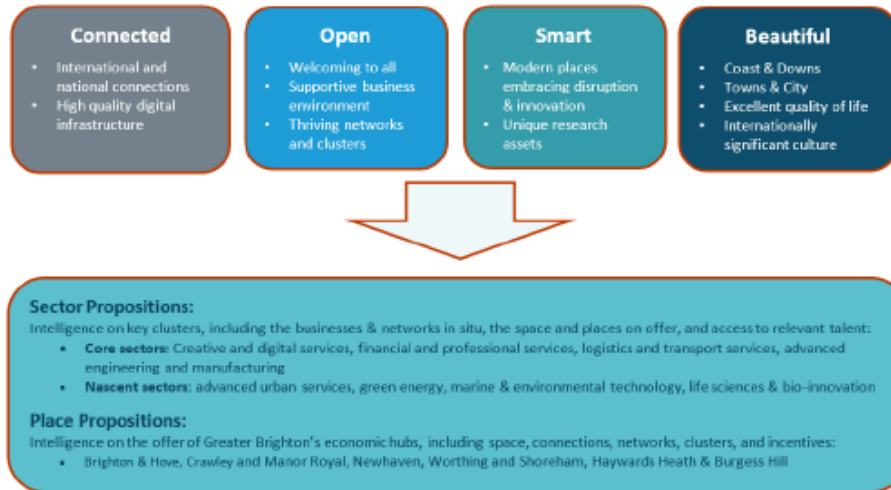 Connected
• International and
national connections
• High quality digital
infrastructure
Open
• Welcoming to all
• Supportive business
environment
• Thriving networks
and clusters
Smart
• Modern places
embracing disruption
& innovation
• Unique research
assets
Beautiful
• Coast & Downs
• Towns & City
• Excellent quality of life
• Internationally
significant culture
Sector Propositions:
Intelligence on key clusters, including the businesses & networks in situ, the space and places on offer, and access to relevant talent:
• Core sectors: Creative and digital services, financial and professional services, logistics and transport services, advanced
engineering and manufacturing
• Nascent sectors: advanced urban services, green energy, marine & environmental technology, life sciences & bio-innovation
Place Propositions:
Intelligence on the offer of Greater Brighton's economic hubs, including space, connections, networks, clusters, and incentives:
• Brighton & Hove, Crawley and Manor Royal, Newhaven, Worthing and Shoreham, Haywards Heath & Burgess Hill